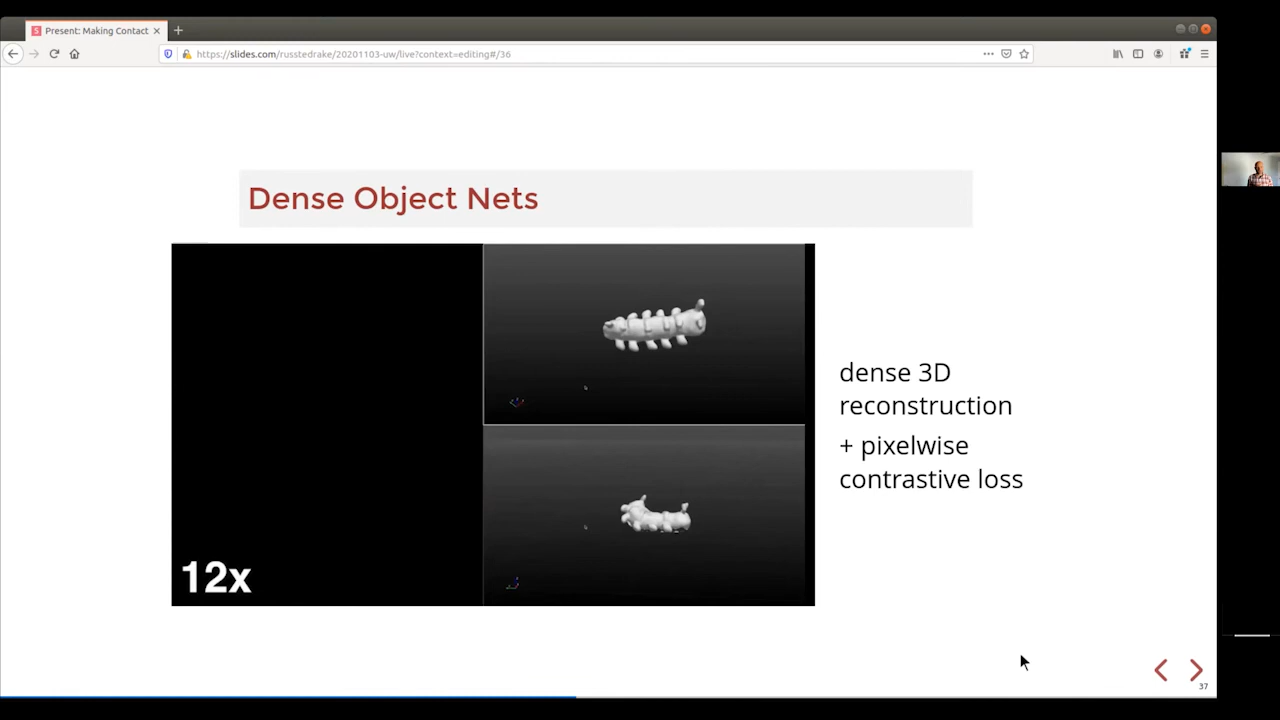 Present: Making Contact
https://slides.com/russtedrake/20201103-uw/live?context=editing#/36
Dense Object Nets
dense 3D
reconstruction
+ pixelwise
contrastive loss
12x
37